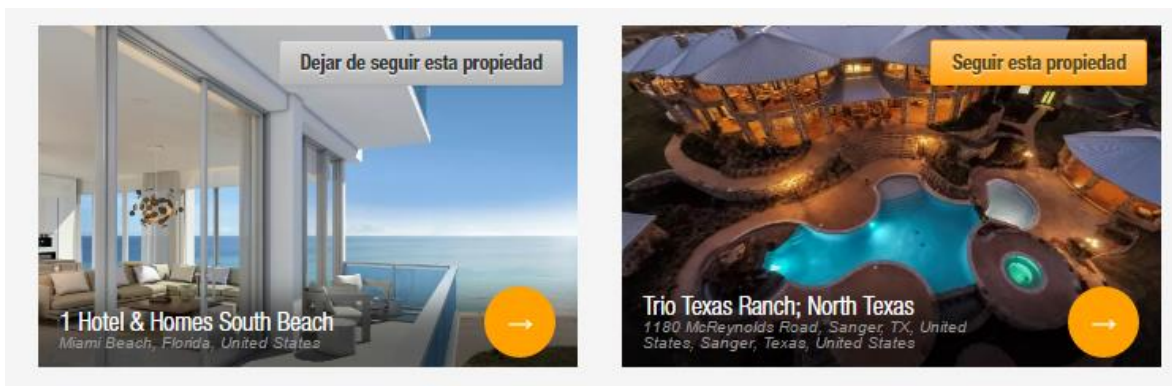 Dejar de seguir esta propiedad
1 Hotel & Homes South Beach
Miami Beach, Florida, United States
→
Seguir esta propiedad
Trio Texas Ranch; North Texas
1180 McReynolds Road, Sanger, TX, United
States, Sanger, Texas, United States
→